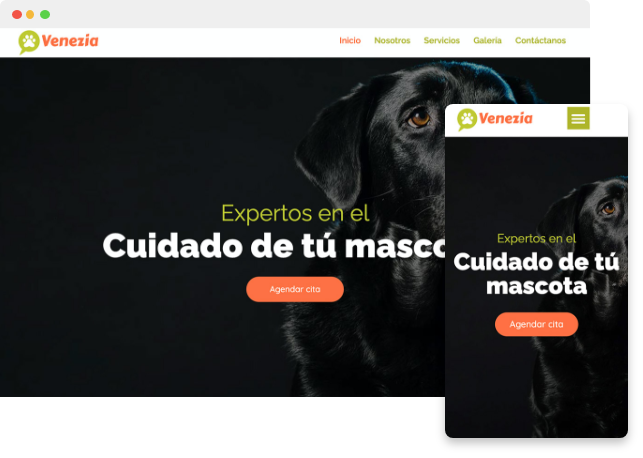 Venezia
Inicio Nosotros Servicios Galería Contáctanos
Expertos en el
Cuidado de tú masco
Agendar cita
Venezia
Expertos en el
Cuidado de tú
mascota
Agendar cita